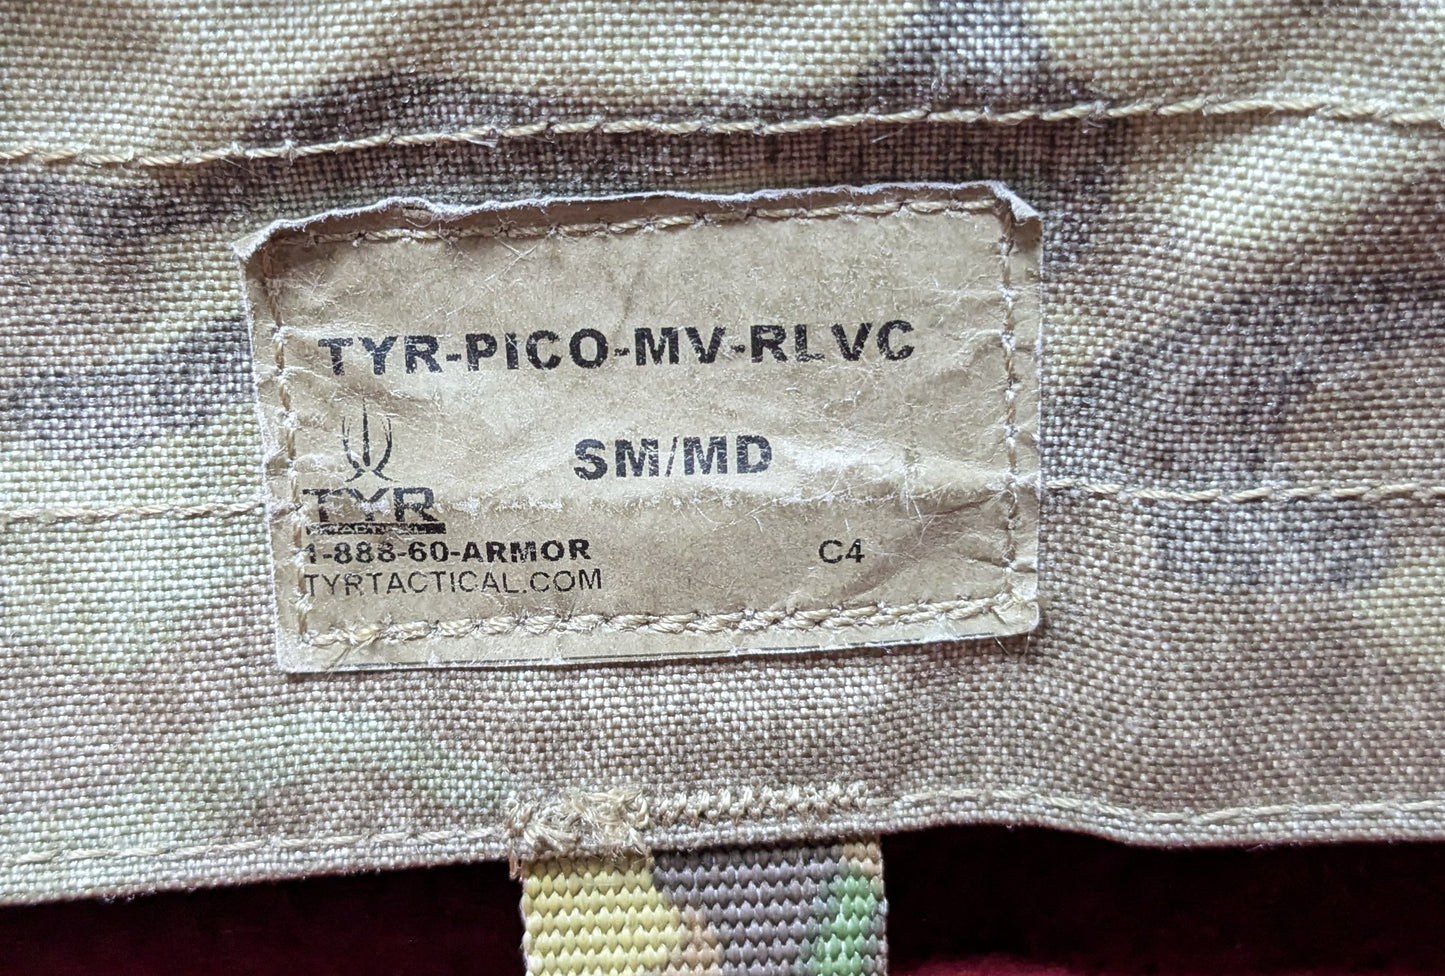 TYR-PICO-MV-RLVC
SM/MD
TYR
1-888-60-ARMOR
C4
TYRTACTICAL.COM